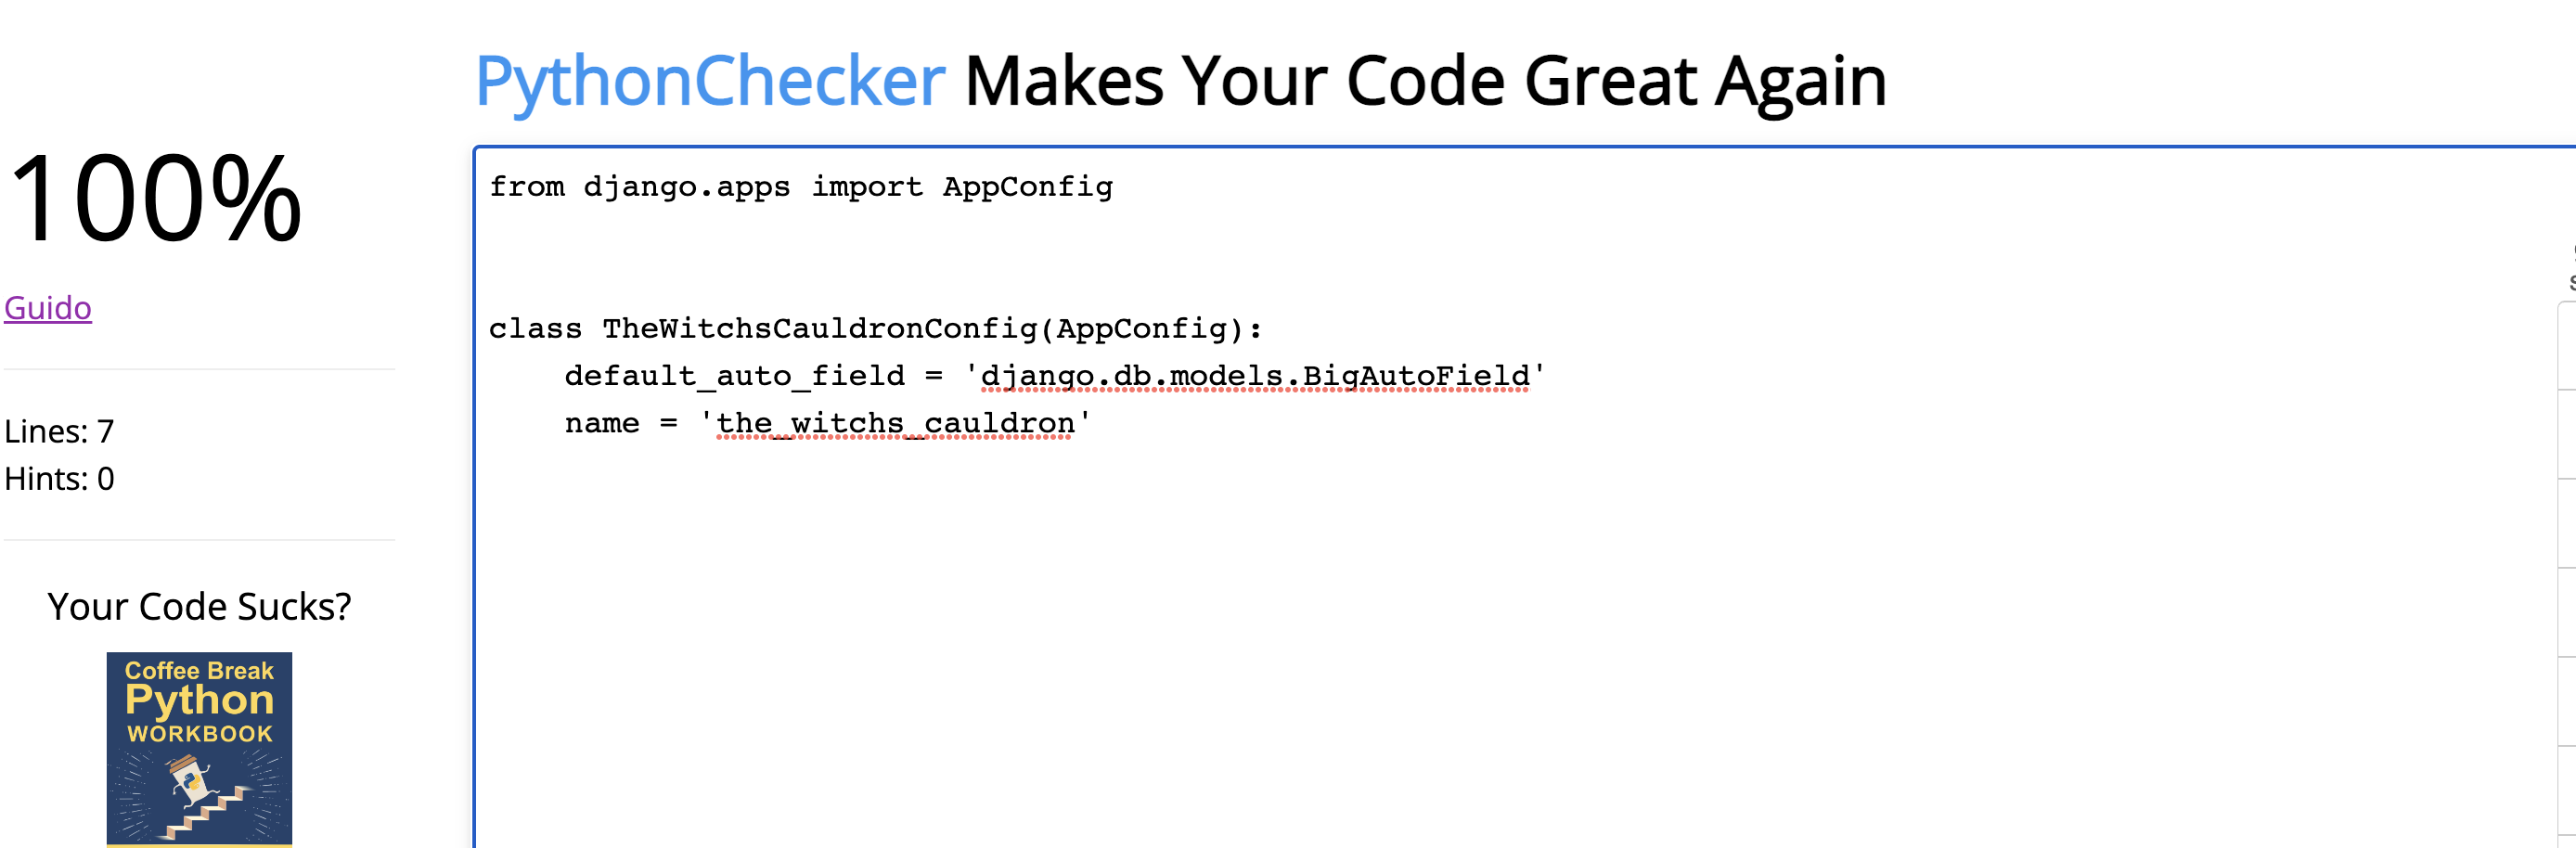 PythonChecker Makes Your Code Great Again
100%
Guido
Lines: 7
Hints: 0
Your Code Sucks?
Coffee Break
Python
WORKBOOK
from django.apps import AppConfig
class TheWitchsCauldronConfig(AppConfig):
    default_auto_field = 'django.db.models.BigAutoField'
    name = 'the_witchs_cauldron'